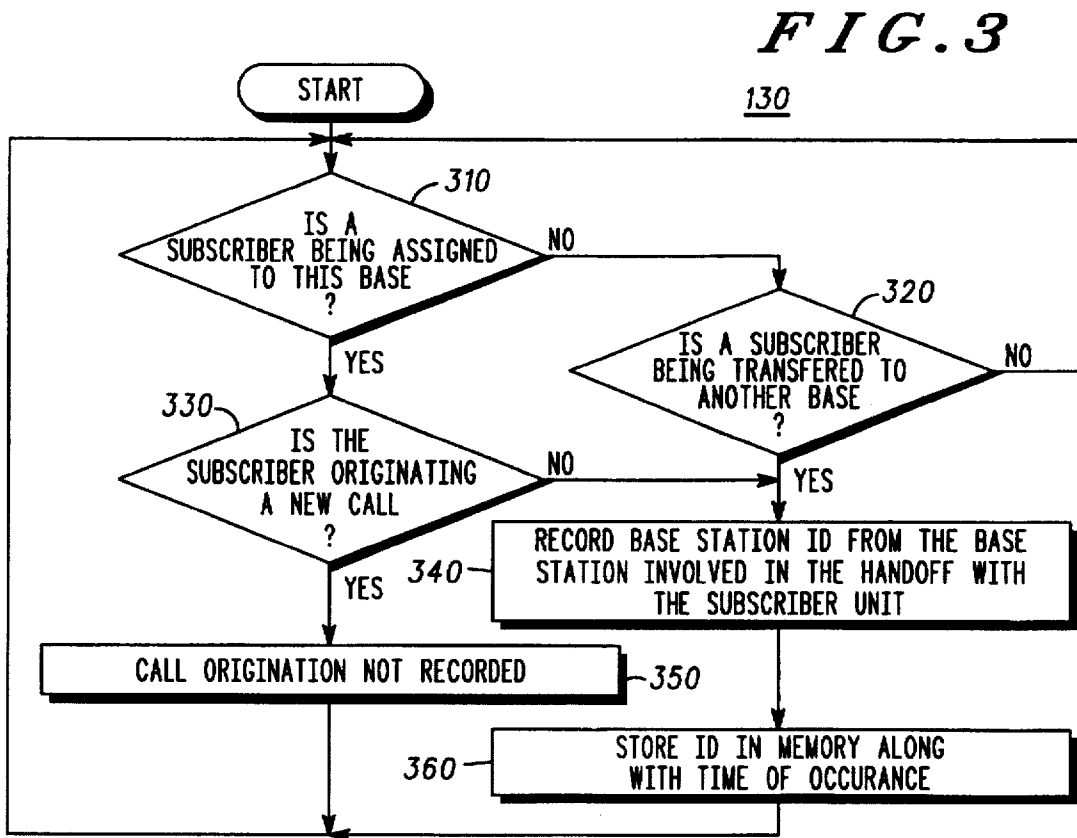 FIG.3
START
130
310
IS A
SUBSCRIBER BEING ASSIGNED
TO THIS BASE
?
NO
YES
320
IS A SUBSCRIBER
BEING TRANSFERED TO
ANOTHER BASE
?
NO
YES
330
IS THE
SUBSCRIBER ORIGINATING
A NEW CALL
?
NO
YES
340
RECORD BASE STATION ID FROM THE BASE
STATION INVOLVED IN THE HANDOFF WITH
THE SUBSCRIBER UNIT
CALL ORIGINATION NOT RECORDED
350
360
STORE ID IN MEMORY ALONG
WITH TIME OF OCCURANCE